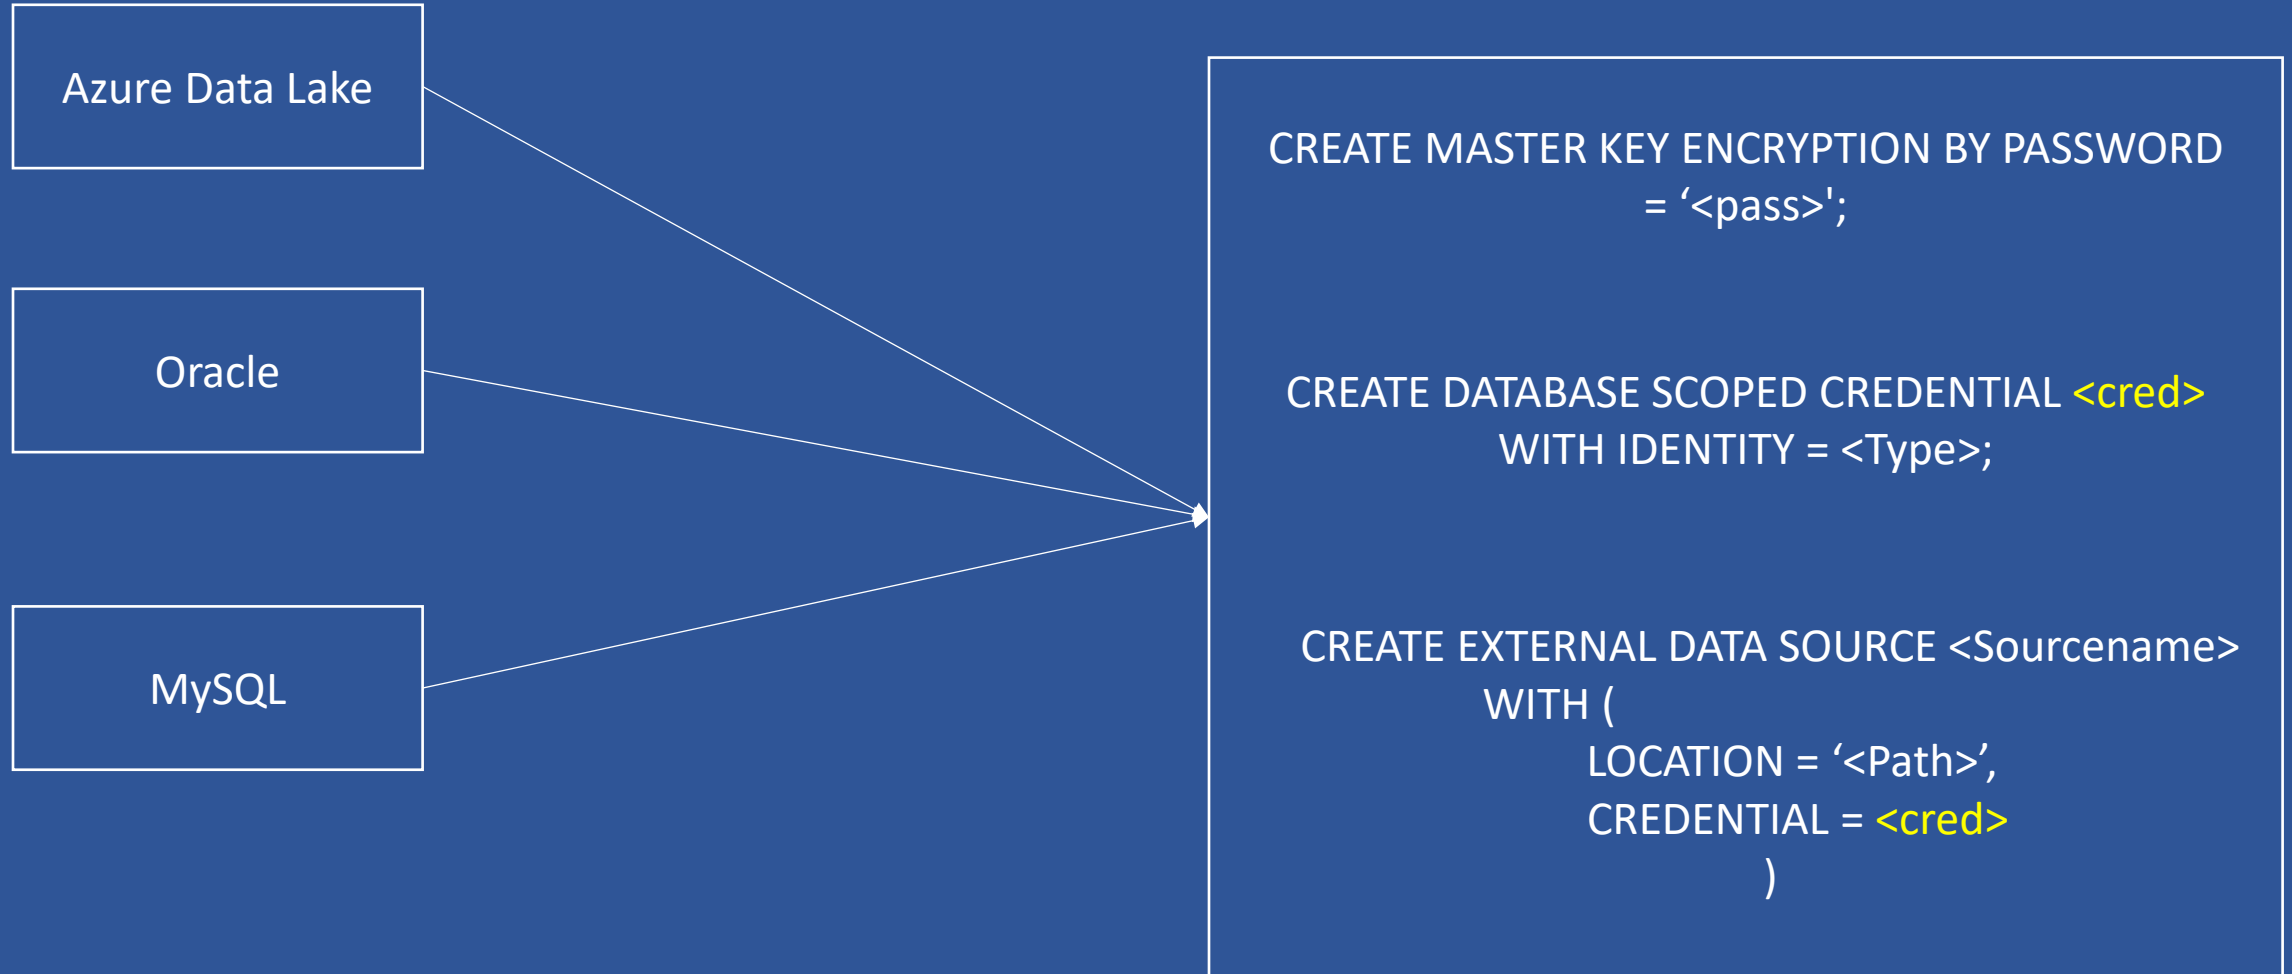 Azure Data Lake
Oracle
MySQL
CREATE MASTER KEY ENCRYPTION BY PASSWORD
= ‘<pass>';
CREATE DATABASE SCOPED CREDENTIAL <cred>
WITH IDENTITY = <Type>;
CREATE EXTERNAL DATA SOURCE <Sourcename>
WITH (
LOCATION = ‘<Path>’,
CREDENTIAL = <cred>
)